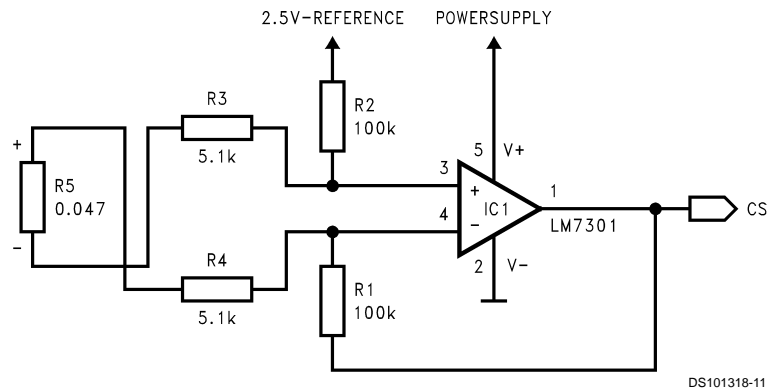 2.5V-REFERENCE
POWERSUPPLY
R3
5.1k
R2
100k
+
R5
0.047
-
R4
5.1k
R1
100k
3
4
5
V+
+
-
IC1
1
LM7301
2
V-
CS
DS101318-11